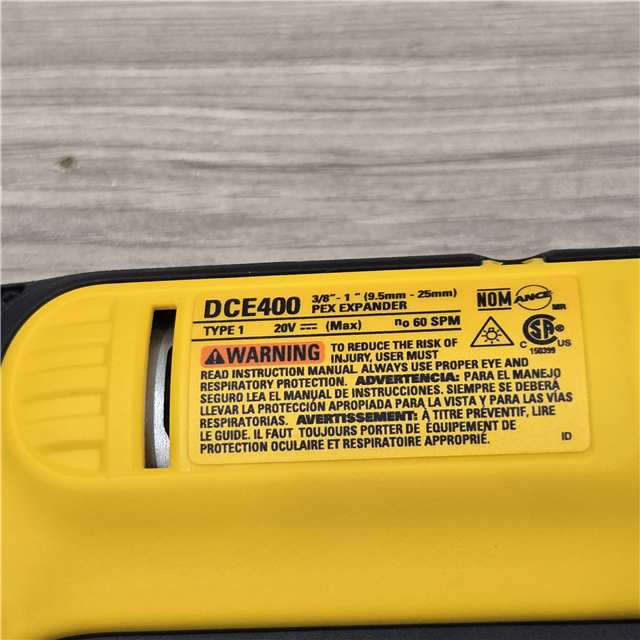 DCE400 3/8"- 1" (9.5mm - 25mm)
PEX EXPANDER
TYPE 1 20V ⎓ (Max) n₀ 60 SPM
NOM ANCE MR
SA C US
150399
⚠WARNING TO REDUCE THE RISK OF
INJURY, USER MUST
READ INSTRUCTION MANUAL. ALWAYS USE PROPER EYE AND
RESPIRATORY PROTECTION. ADVERTENCIA: PARA EL MANEJO
SEGURO LEA EL MANUAL DE INSTRUCCIONES. SIEMPRE SE DEBERÁ
LLEVAR LA PROTECCIÓN APROPIADA PARA LA VISTA Y PARA LAS VÍAS
RESPIRATORIAS. AVERTISSEMENT: À TITRE PRÉVENTIF, LIRE
LE GUIDE. IL FAUT TOUJOURS PORTER DE ÉQUIPEMENT DE
PROTECTION OCULAIRE ET RESPIRATOIRE APPROPRIÉ. ID